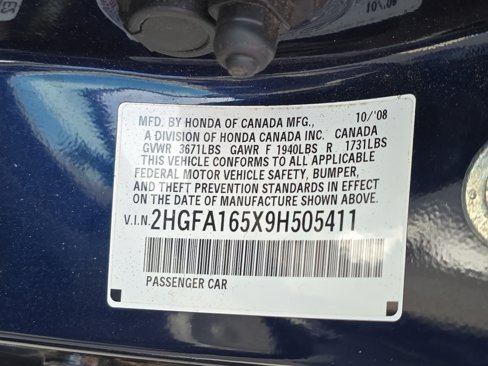 MFD. BY HONDA OF CANADA MFG., 10/'08
A DIVISION OF HONDA CANADA INC. CANADA
GVWR 3671LBS GAWR F 1940LBS R 1731LBS
THIS VEHICLE CONFORMS TO ALL APPLICABLE
FEDERAL MOTOR VEHICLE SAFETY, BUMPER,
AND THEFT PREVENTION STANDARDS IN EFFECT
ON THE DATE OF MANUFACTURE SHOWN ABOVE.
V.I.N. 2HGFA165X9H505411
PASSENGER CAR